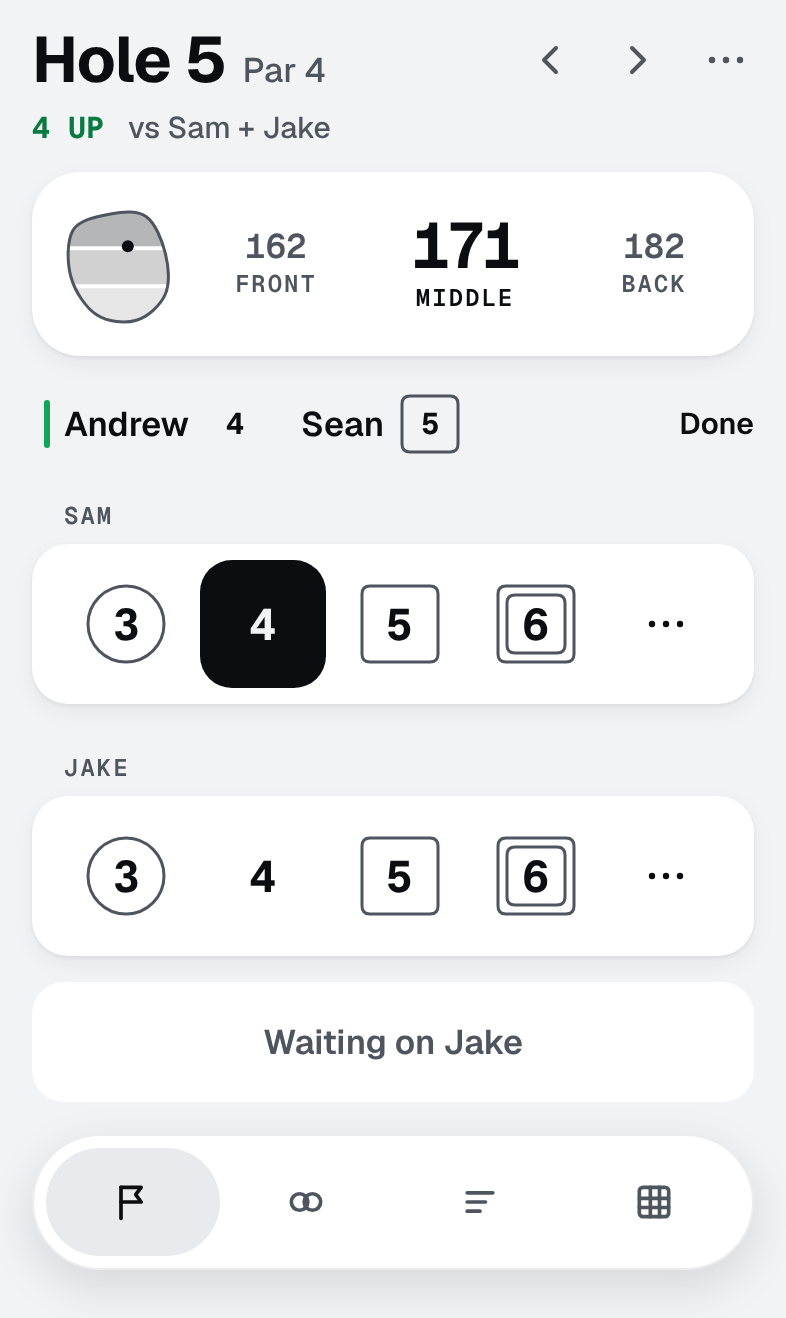 Hole 5 Par 4
4 UP vs Sam + Jake
162 171 182
FRONT MIDDLE BACK
Andrew 4 Sean 5 Done
SAM
3 4 5 6 ...
JAKE
3 4 5 6 ...
Waiting on Jake